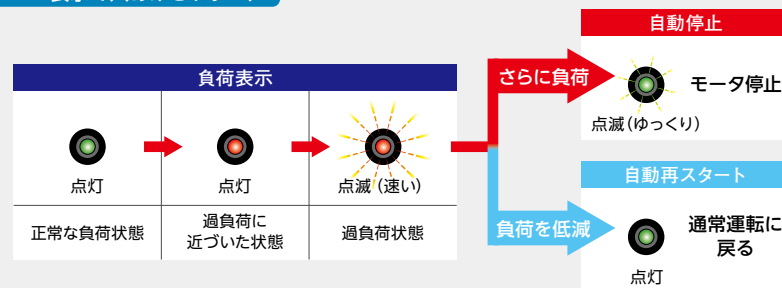 負荷表示
点灯
点灯
点滅(速い)
正常な負荷状態
過負荷に
近づいた状態
過負荷状態
さらに負荷
自動停止
モータ停止
点滅(ゆっくり)
負荷を低減
自動再スタート
通常運転に
戻る
点灯